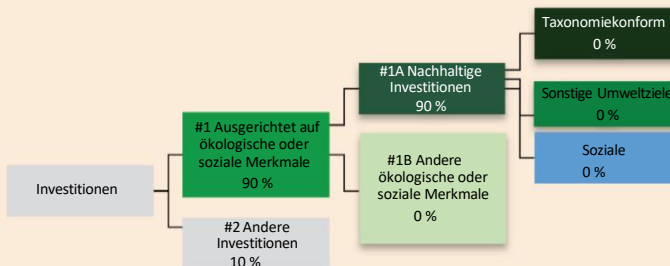 Investitionen
#1 Ausgerichtet auf
ökologische oder
soziale Merkmale
90 %
#2 Andere
Investitionen
10 %
#1A Nachhaltige
Investitionen
90 %
#1B Andere
ökologische oder
soziale Merkmale
0 %
Taxonomiekonform
0 %
Sonstige Umweltziele
0 %
Soziale
0 %